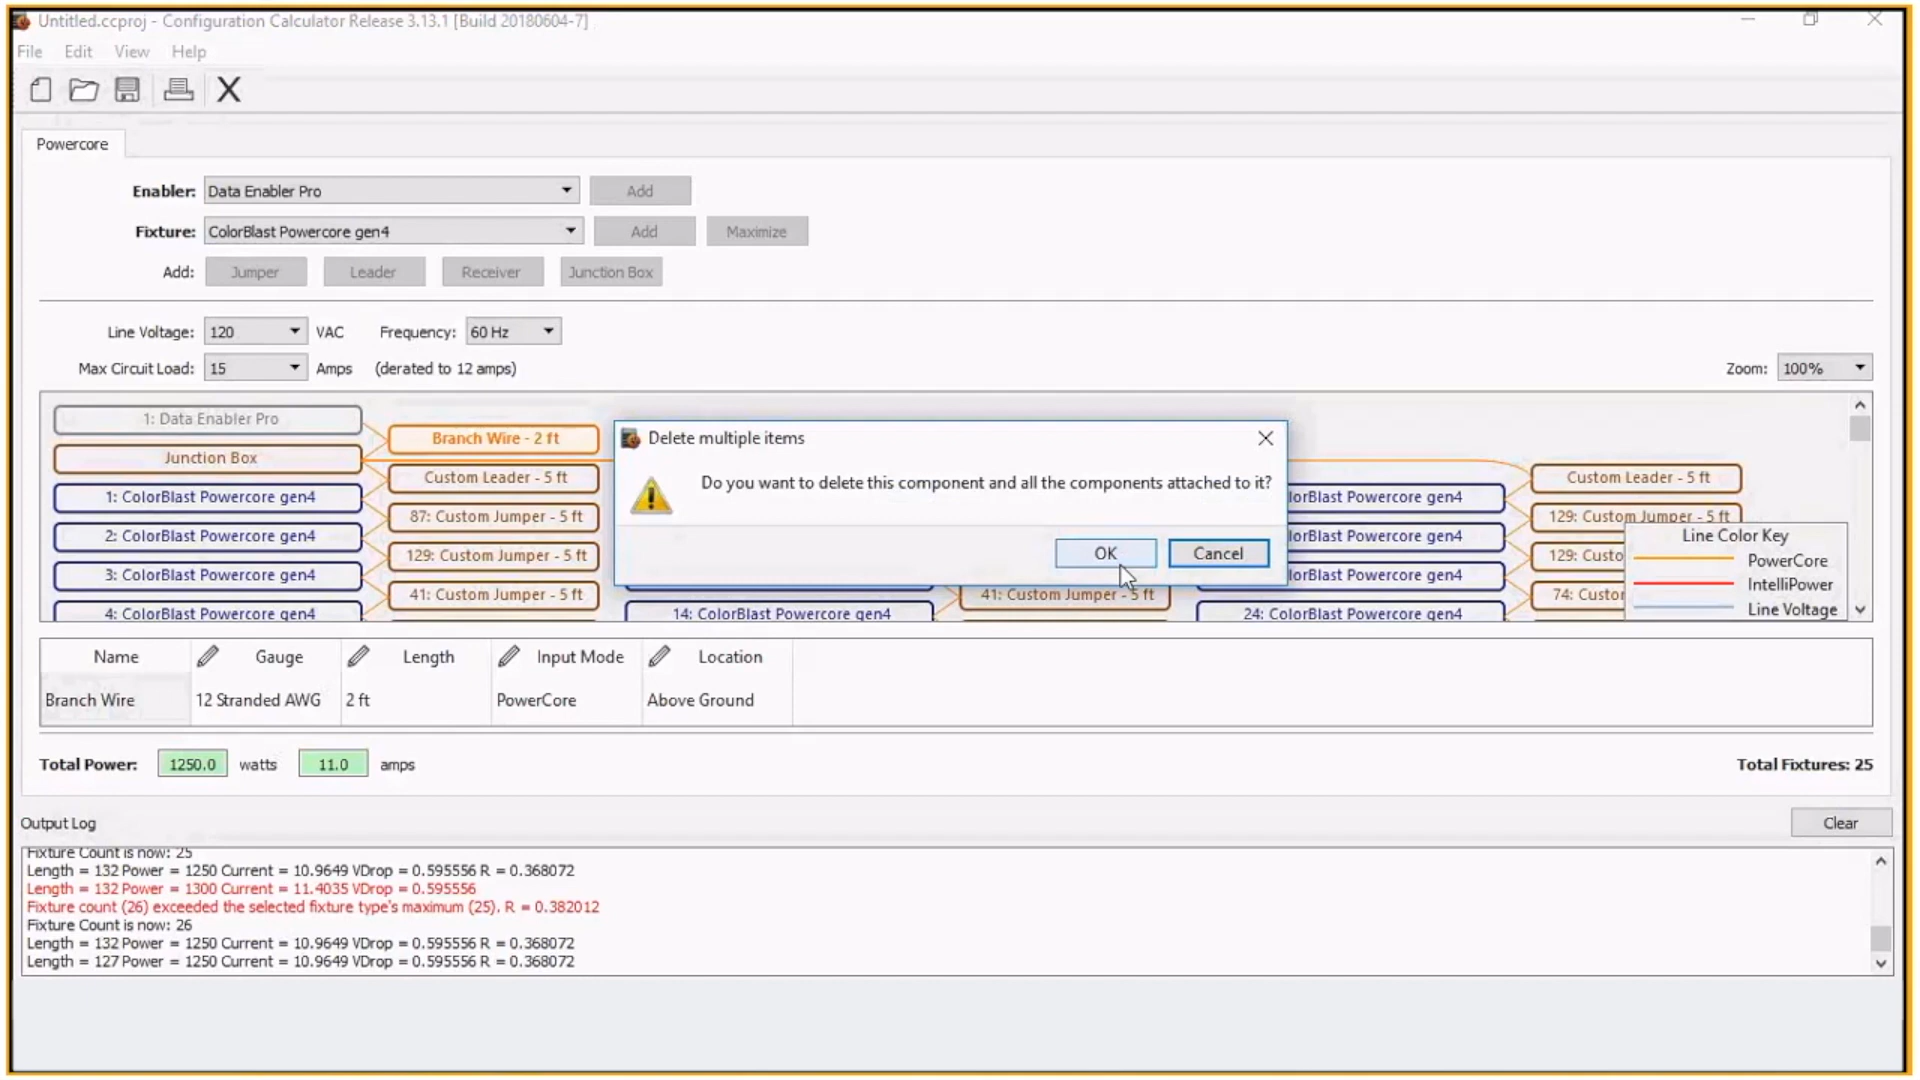 Untitled.ccproj - Configuration Calculator Release 3.13.1 [Build 20180604-7]
File Edit View Help
Powercore
Enabler: Data Enabler Pro Add
Fixture: ColorBlast Powercore gen4 Add Maximize
Add: Jumper Leader Receiver Junction Box
Line Voltage: 120 VAC Frequency: 60 Hz
Max Circuit Load: 15 Amps (derated to 12 amps) Zoom: 100%
1: Data Enabler Pro
Branch Wire - 2 ft
Junction Box
Custom Leader - 5 ft
1: ColorBlast Powercore gen4
87: Custom Jumper - 5 ft
2: ColorBlast Powercore gen4
129: Custom Jumper - 5 ft
3: ColorBlast Powercore gen4
41: Custom Jumper - 5 ft
4: ColorBlast Powercore gen4
Delete multiple items
Do you want to delete this component and all the components attached to it?
OK Cancel
41: Custom Jumper - 5 ft
14: ColorBlast Powercore gen4
lorBlast Powercore gen4
lorBlast Powercore gen4
lorBlast Powercore gen4
24: ColorBlast Powercore gen4
Custom Leader - 5 ft
129: Custom Jumper - 5 ft
129: Custo
74: Custor
Line Color Key
PowerCore
IntelliPower
Line Voltage
Name Gauge Length Input Mode Location
Branch Wire 12 Stranded AWG 2 ft PowerCore Above Ground
Total Power: 1250.0 watts 11.0 amps Total Fixtures: 25
Output Log Clear
Fixture Count is now: 25
Length = 132 Power = 1250 Current = 10.9649 VDrop = 0.595556 R = 0.368072
Length = 132 Power = 1300 Current = 11.4035 VDrop = 0.595556
Fixture count (26) exceeded the selected fixture type's maximum (25). R = 0.382012
Fixture Count is now: 26
Length = 132 Power = 1250 Current = 10.9649 VDrop = 0.595556 R = 0.368072
Length = 127 Power = 1250 Current = 10.9649 VDrop = 0.595556 R = 0.368072